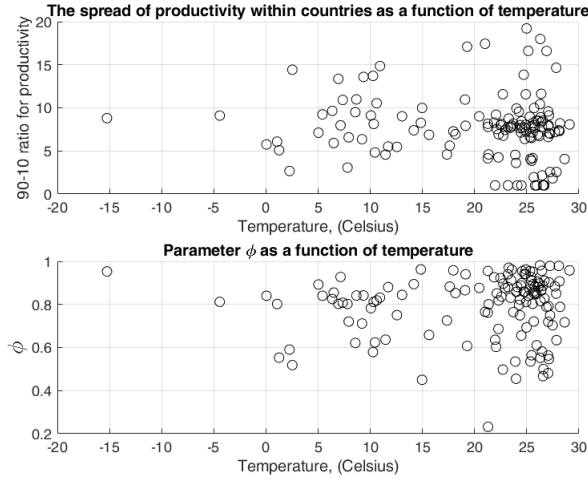 The spread of productivity within countries as a function of temperature
90-10 ratio for productivity
20
15
10
5
0
-20 -15 -10 -5 0 5 10 15 20 25 30
Temperature, (Celsius)
Parameter ϕ as a function of temperature
ϕ
1
0.8
0.6
0.4
0.2
-20 -15 -10 -5 0 5 10 15 20 25 30
Temperature, (Celsius)